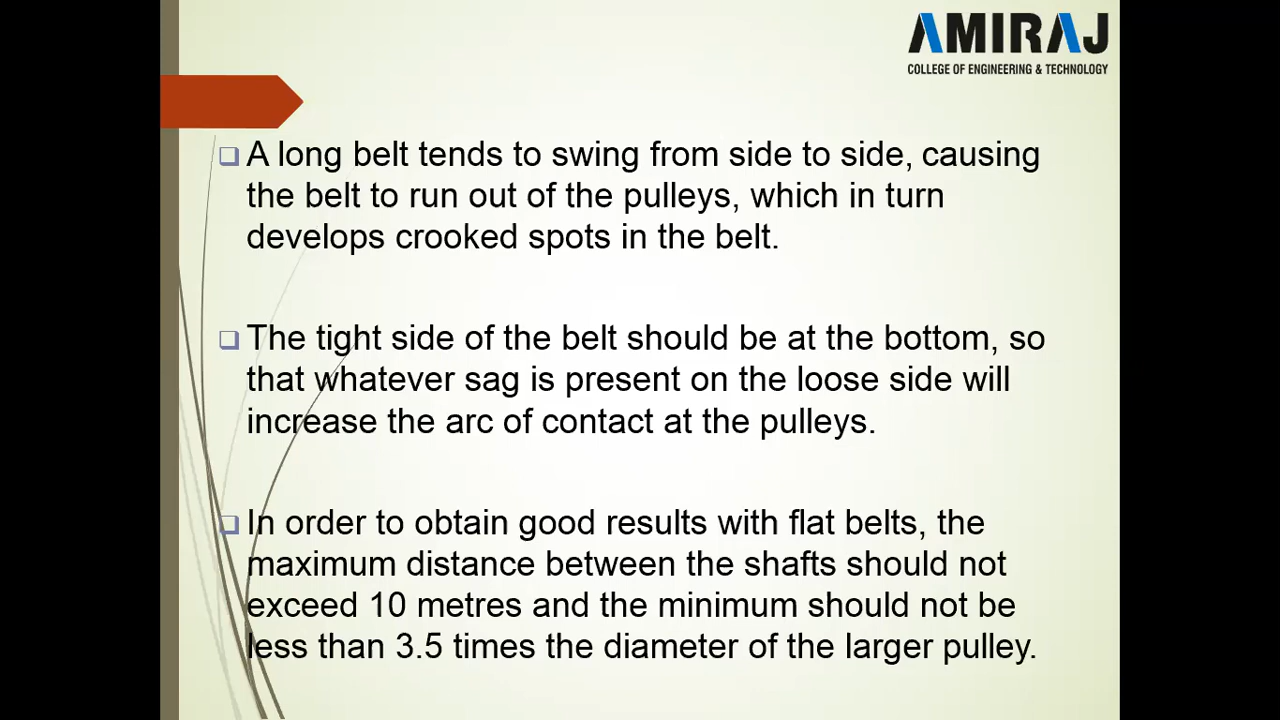 AMIRAJ
COLLEGE OF ENGINEERING & TECHNOLOGY
A long belt tends to swing from side to side, causing
the belt to run out of the pulleys, which in turn
develops crooked spots in the belt.
The tight side of the belt should be at the bottom, so
that whatever sag is present on the loose side will
increase the arc of contact at the pulleys.
In order to obtain good results with flat belts, the
maximum distance between the shafts should not
exceed 10 metres and the minimum should not be
less than 3.5 times the diameter of the larger pulley.